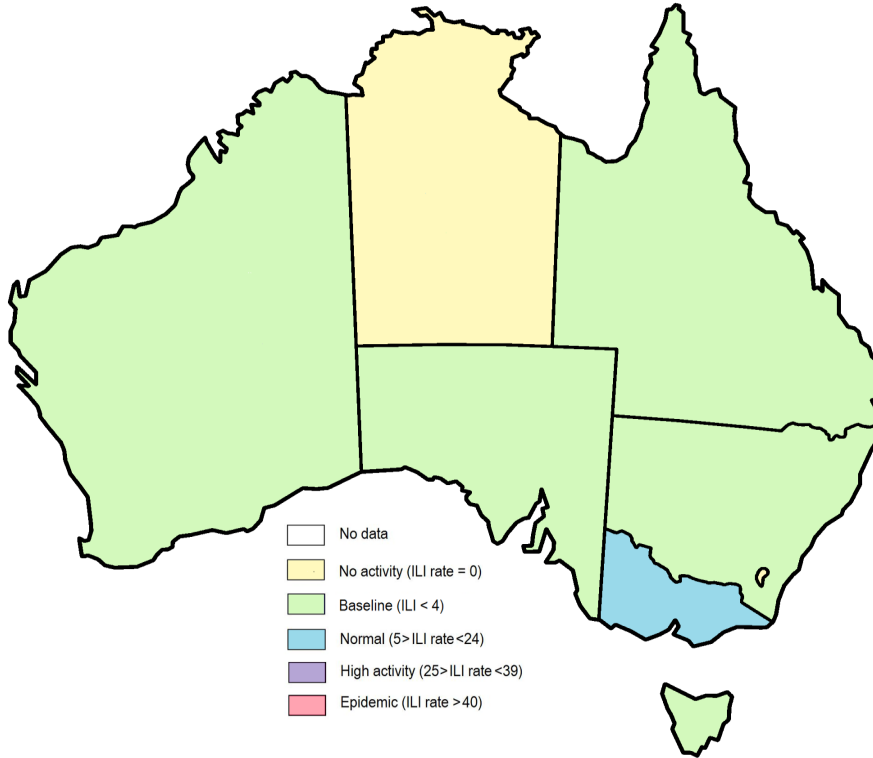 No data
No activity (ILI rate = 0)
Baseline (ILI < 4)
Normal (5> ILI rate <24)
High activity (25> ILI rate <39)
Epidemic (ILI rate >40)